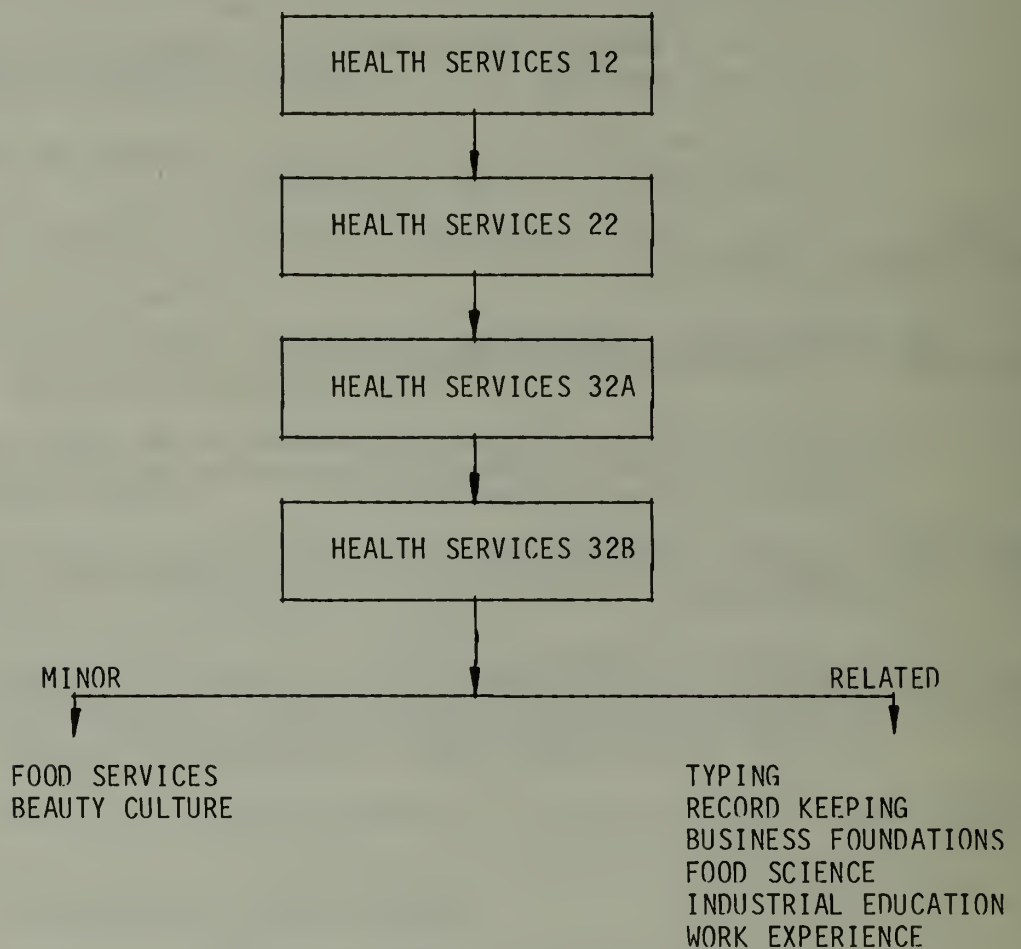 HEALTH SERVICES 12
HEALTH SERVICES 22
HEALTH SERVICES 32A
HEALTH SERVICES 32B
MINOR
RELATED
FOOD SERVICES
BEAUTY CULTURE
TYPING
RECORD KEEPING
BUSINESS FOUNDATIONS
FOOD SCIENCE
INDUSTRIAL EDUCATION
WORK EXPERIENCE